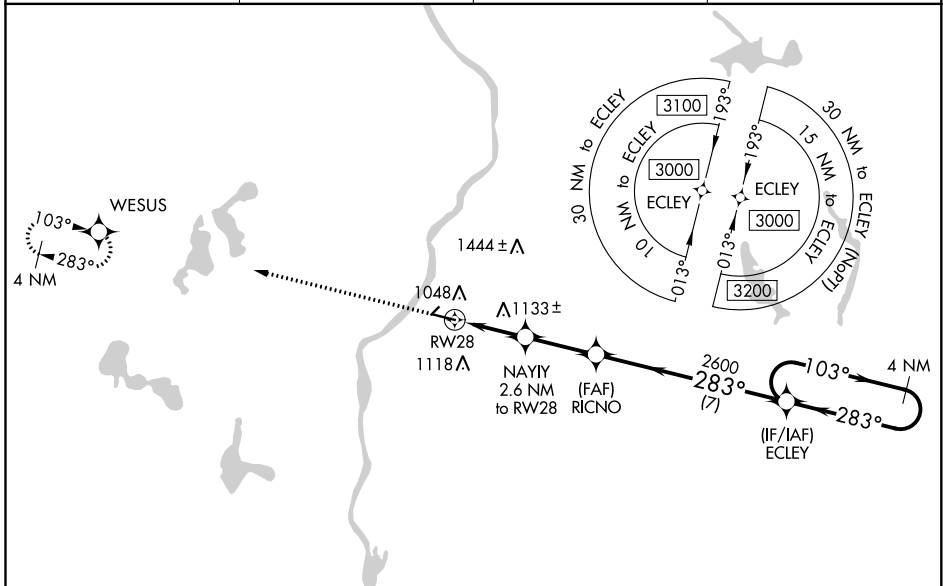 30 NM to ECLEY
3100
193°
10 NM to ECLEY
3000
ECLEY
013°
30 NM to ECLEY (NoPT)
15 NM to ECLEY
193°
ECLEY
3000
013°
3200
WESUS
103°
283°
4 NM
1444 ±
1048
1133 ±
RW28
1118
NAYIY
2.6 NM
to RW28
(FAF)
RICNO
2600
283°
(7)
103°
4 NM
283°
(IF/IAF)
ECLEY